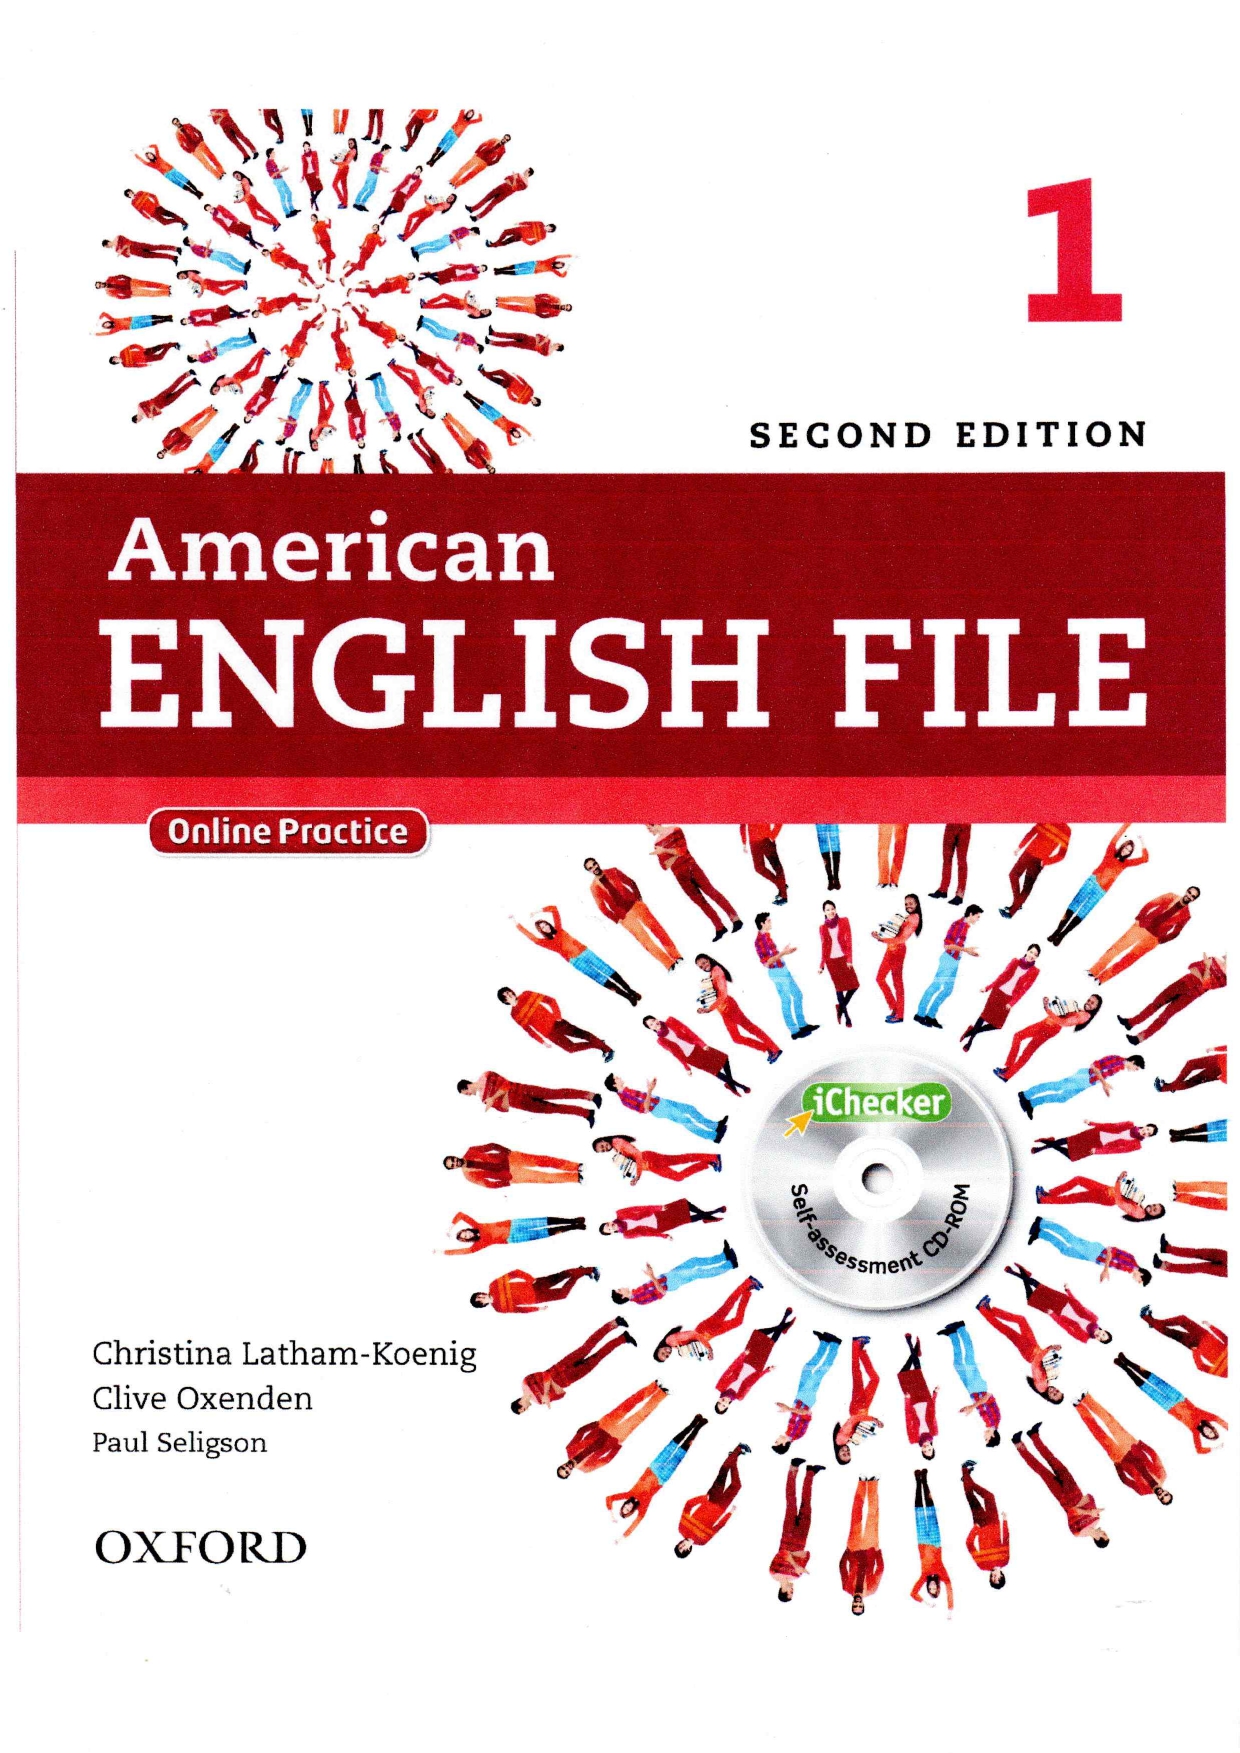 1
SECOND EDITION
American
ENGLISH FILE
Online Practice
iChecker
Self-assessment CD-ROM
Christina Latham-Koenig
Clive Oxenden
Paul Seligson
OXFORD